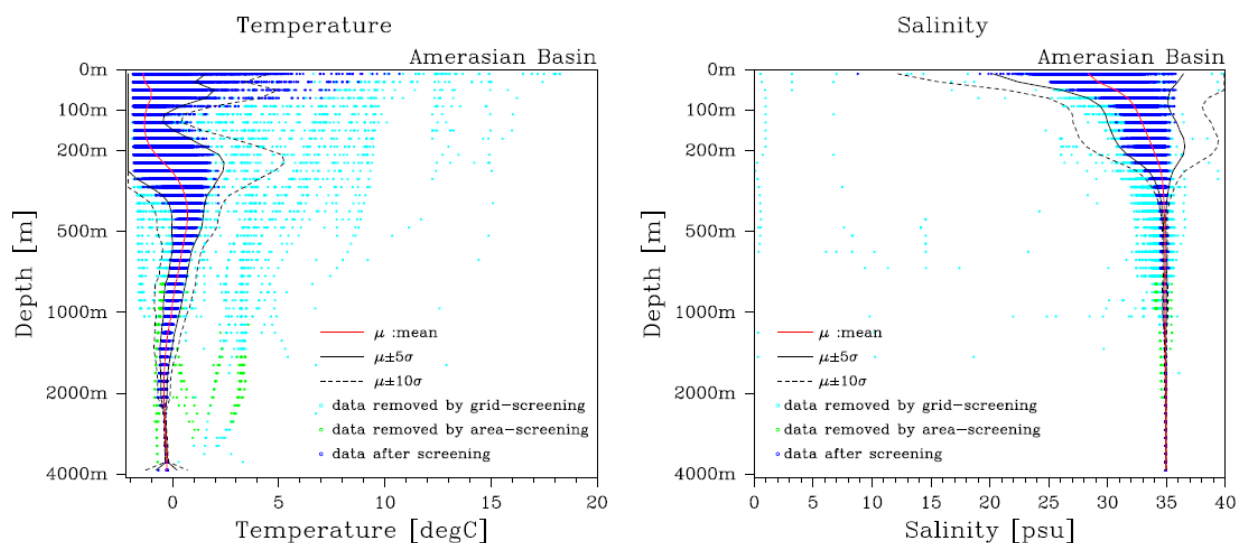 Temperature
Amerasian Basin
0m
100m
200m
500m
1000m
2000m
4000m
Depth [m]
μ :mean
μ±5σ
μ±10σ
data removed by grid-screening
data removed by area-screening
data after screening
0 5 10 15 20
Temperature [degC]
Salinity
Amerasian Basin
0m
100m
200m
500m
1000m
2000m
4000m
Depth [m]
μ :mean
μ±5σ
μ±10σ
data removed by grid-screening
data removed by area-screening
data after screening
0 5 10 15 20 25 30 35 40
Salinity [psu]